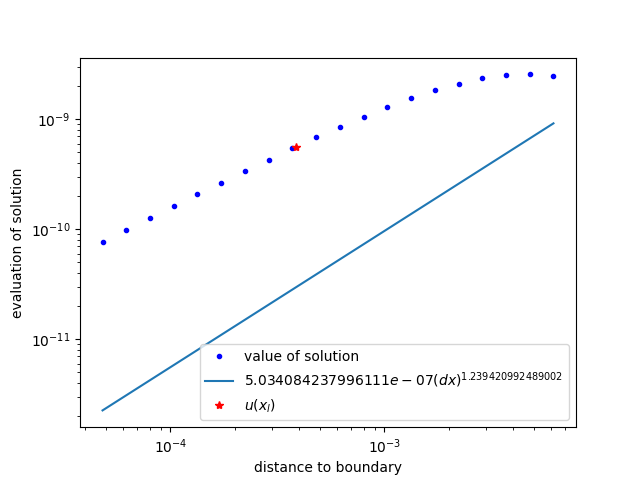 10⁻⁹
10⁻¹⁰
10⁻¹¹
evaluation of solution
value of solution
5.034084237996111e − 07(dx)¹·²³⁹⁴²⁰⁹⁹²⁴⁸⁹⁰⁰²
u(xₗ)
10⁻⁴
10⁻³
distance to boundary